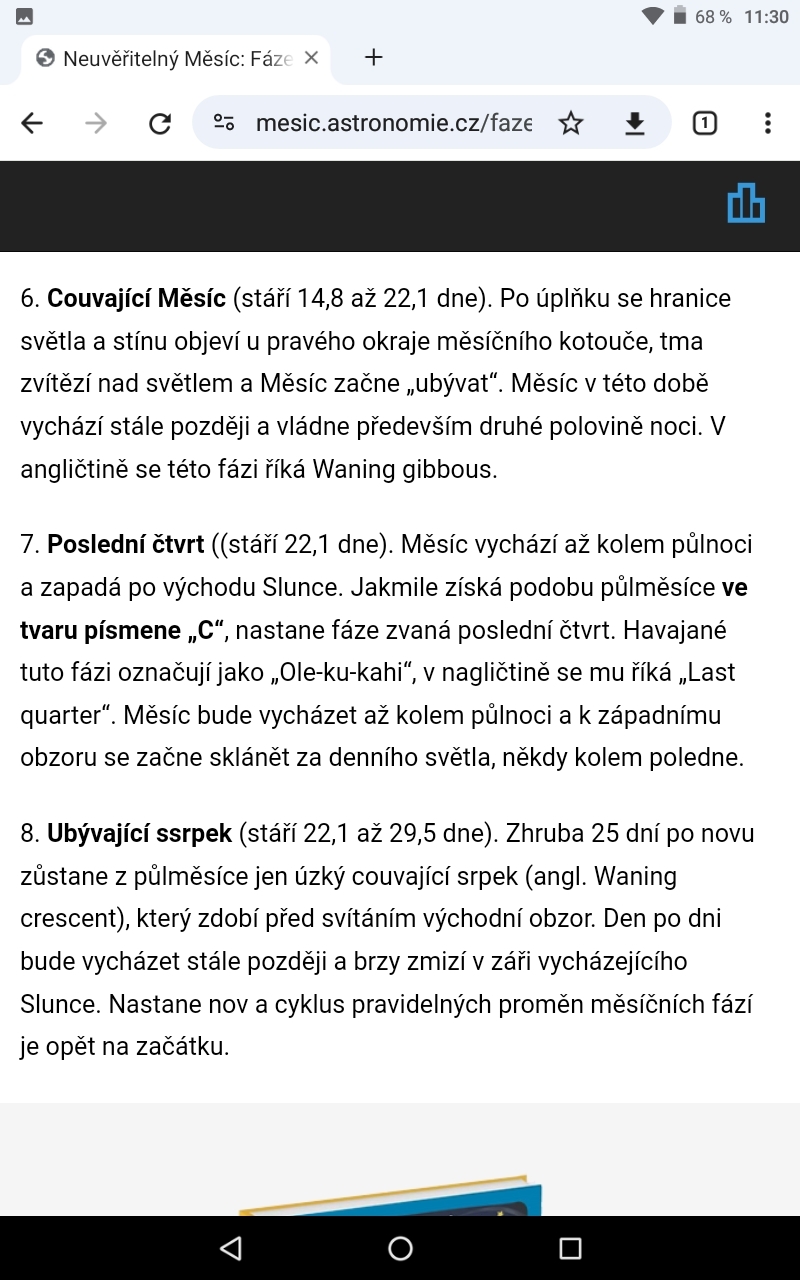 68 % 11:30
Neuvěřitelný Měsíc: Fáze
mesic.astronomie.cz/faze
1
6. Couvající Měsíc (stáří 14,8 až 22,1 dne). Po úplňku se hranice
světla a stínu objeví u pravého okraje měsíčního kotouče, tma
zvítězí nad světlem a Měsíc začne „ubývat“. Měsíc v této době
vychází stále později a vládne především druhé polovině noci. V
angličtině se této fázi říká Waning gibbous.
7. Poslední čtvrt ((stáří 22,1 dne). Měsíc vychází až kolem půlnoci
a zapadá po východu Slunce. Jakmile získá podobu půlměsíce ve
tvaru písmene „C“, nastane fáze zvaná poslední čtvrt. Havajané
tuto fázi označují jako „Ole-ku-kahi“, v nagličtině se mu říká „Last
quarter“. Měsíc bude vycházet až kolem půlnoci a k západnímu
obzoru se začne sklánět za denního světla, někdy kolem poledne.
8. Ubývající ssrpek (stáří 22,1 až 29,5 dne). Zhruba 25 dní po novu
zůstane z půlměsíce jen úzký couvající srpek (angl. Waning
crescent), který zdobí před svítáním východní obzor. Den po dni
bude vycházet stále později a brzy zmizí v záři vycházejícího
Slunce. Nastane nov a cyklus pravidelných proměn měsíčních fází
je opět na začátku.